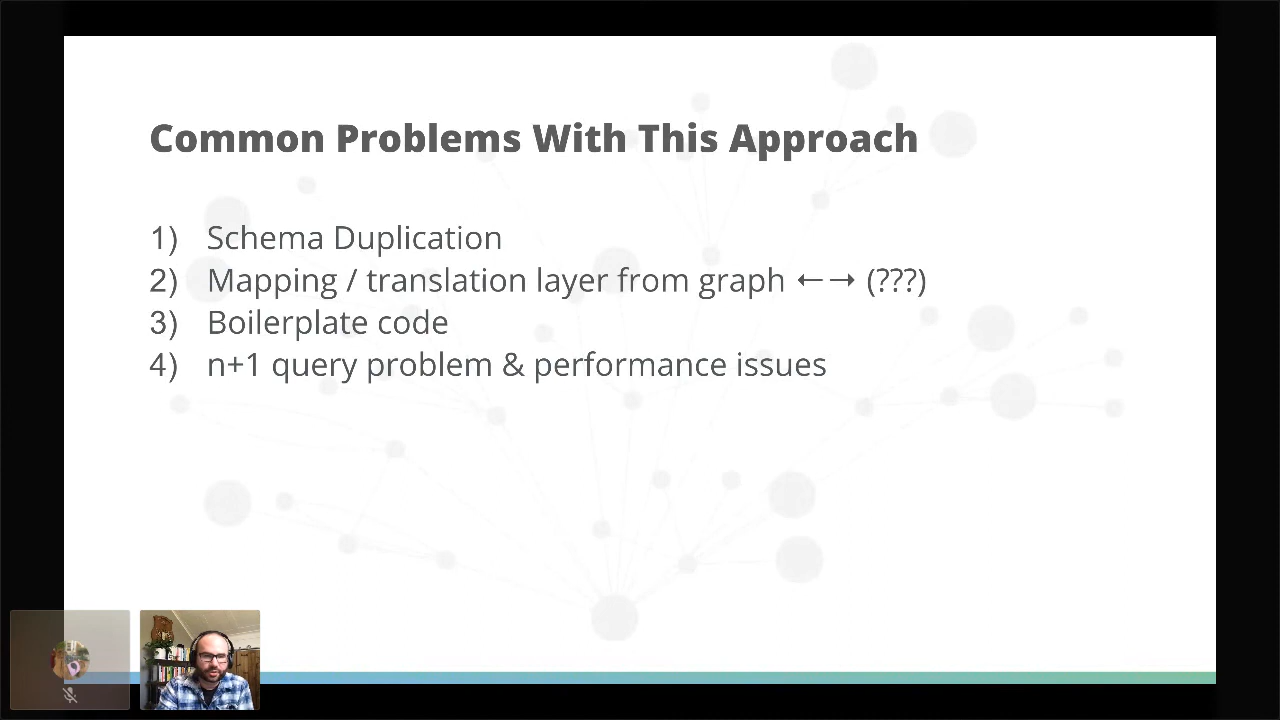 Common Problems With This Approach
1) Schema Duplication
2) Mapping / translation layer from graph ←→ (???)
3) Boilerplate code
4) n+1 query problem & performance issues